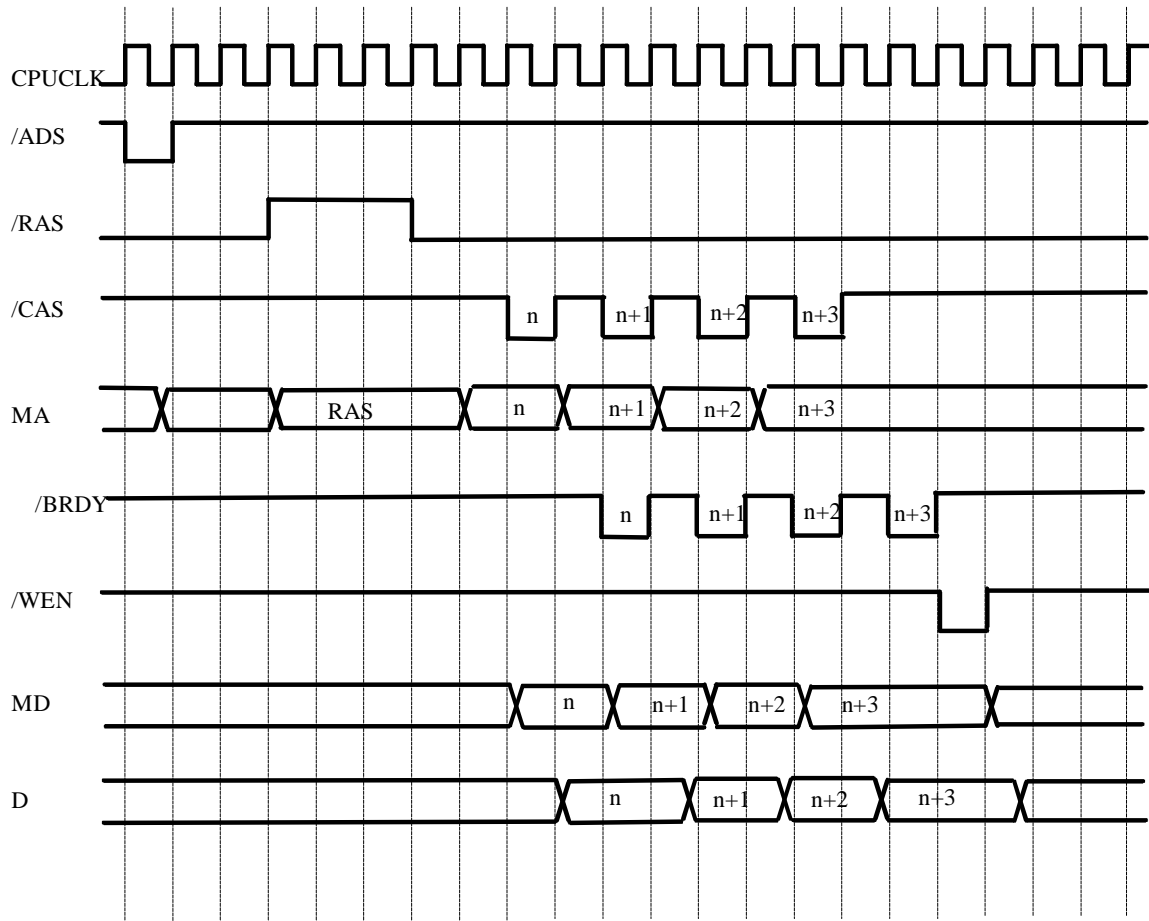 CPUCLK
/ADS
/RAS
/CAS n n+1 n+2 n+3
MA RAS n n+1 n+2 n+3
/BRDY n n+1 n+2 n+3
/WEN
MD n n+1 n+2 n+3
D n n+1 n+2 n+3